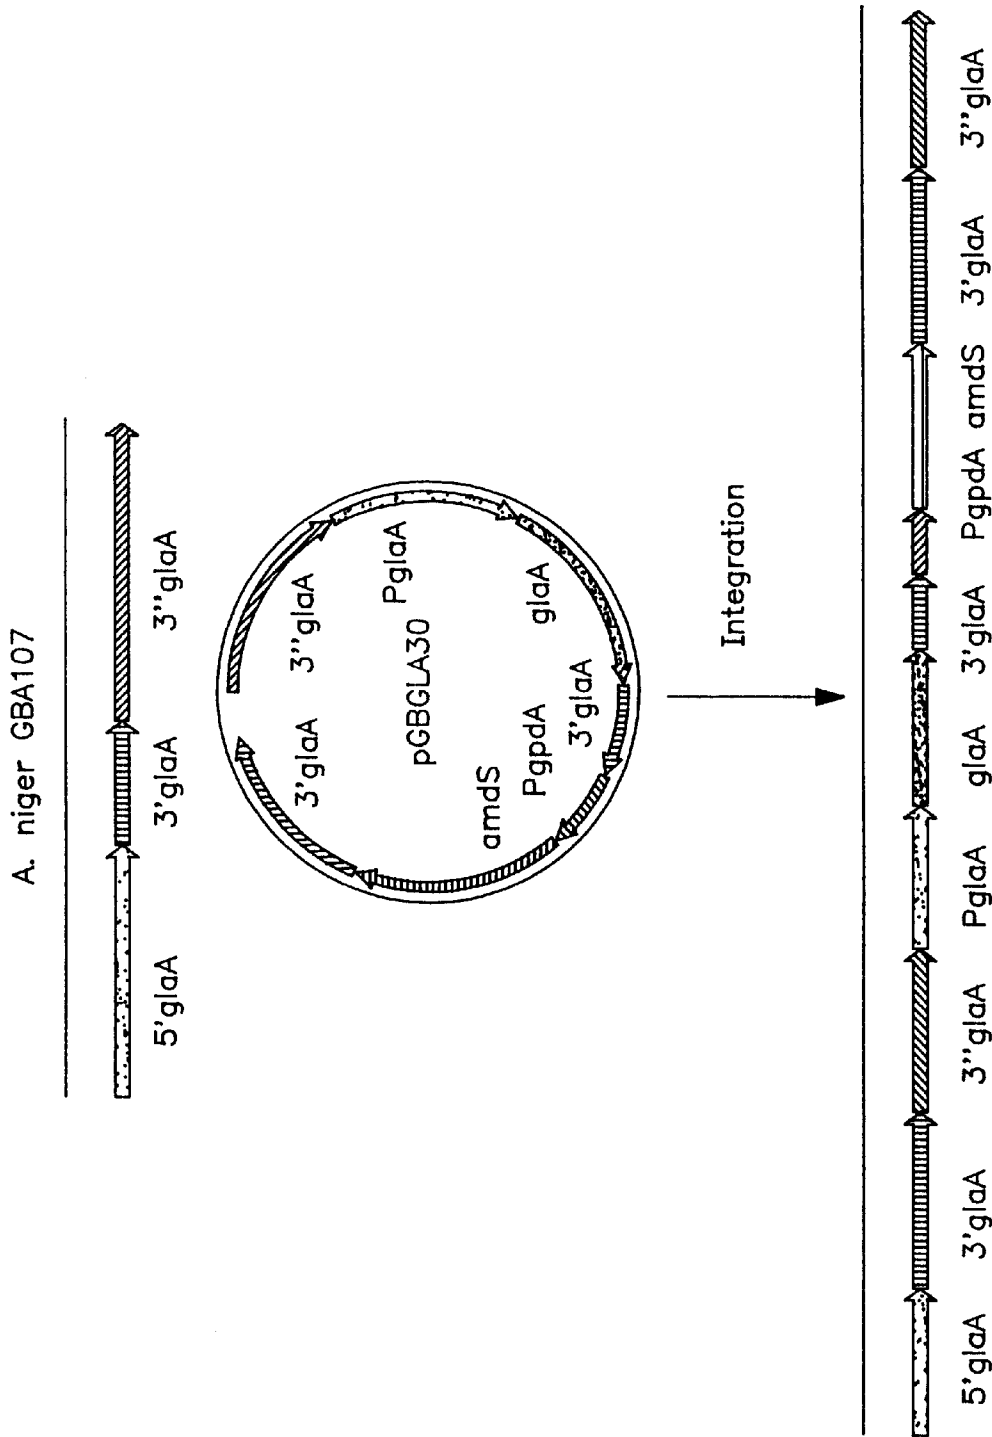 A. niger GBA107
5'glaA 3'glaA 3''glaA
3'glaA 3''glaA
pGBGLA30 PglaA
amdS
PgpdA
3'glaA glaA
Integration
5'glaA 3'glaA 3''glaA PglaA glaA 3'glaA PgpdA amdS 3'glaA 3''glaA